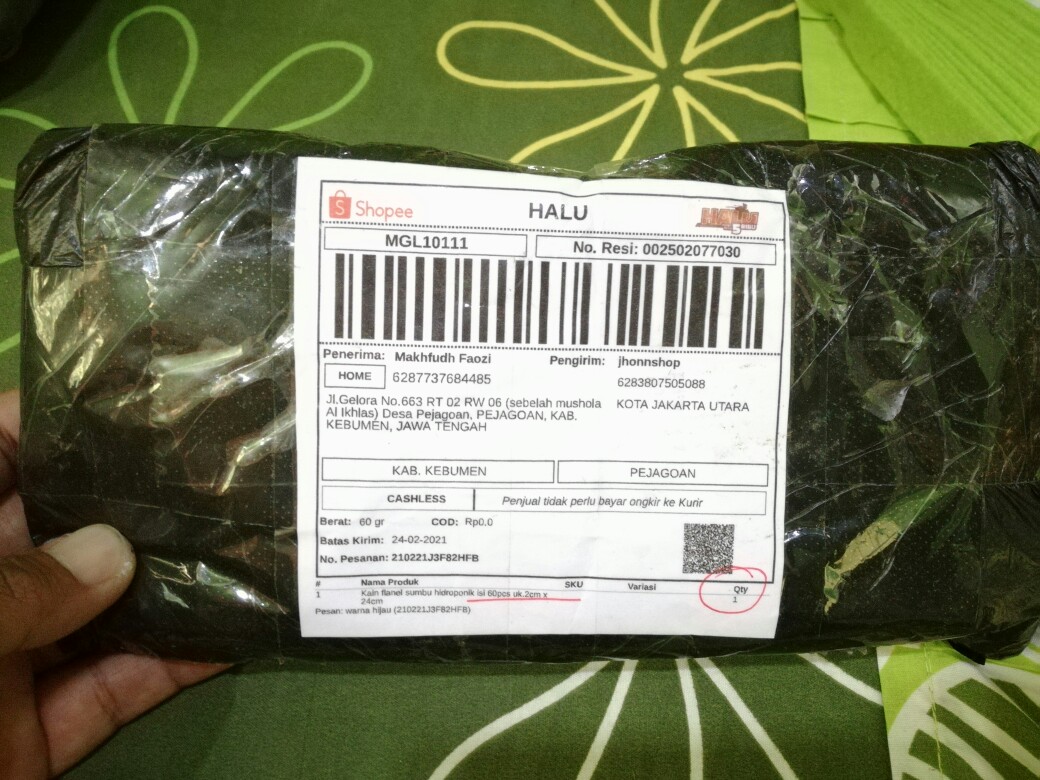 Shopee
HALU
MGL10111
No. Resi: 002502077030
Penerima: Makhfudh Faozi
Pengirim: jhonnshop
HOME
6287737684485
6283807505088
Jl.Gelora No.663 RT 02 RW 06 (sebelah mushola
KOTA JAKARTA UTARA
Al Ikhlas) Desa Pejagoan, PEJAGOAN, KAB.
KEBUMEN, JAWA TENGAH
KAB. KEBUMEN
PEJAGOAN
CASHLESS
Penjual tidak perlu bayar ongkir ke Kurir
Berat: 60 gr
COD: Rp0.0
Batas Kirim: 24-02-2021
No. Pesanan: 210221J3F82HFB
# Nama Produk SKU Variasi Qty
1 Kain flanel sumbu hidroponik isi 60pcs uk.2cm x 1
24cm
Pesan: warna hijau (210221J3F82HFB)